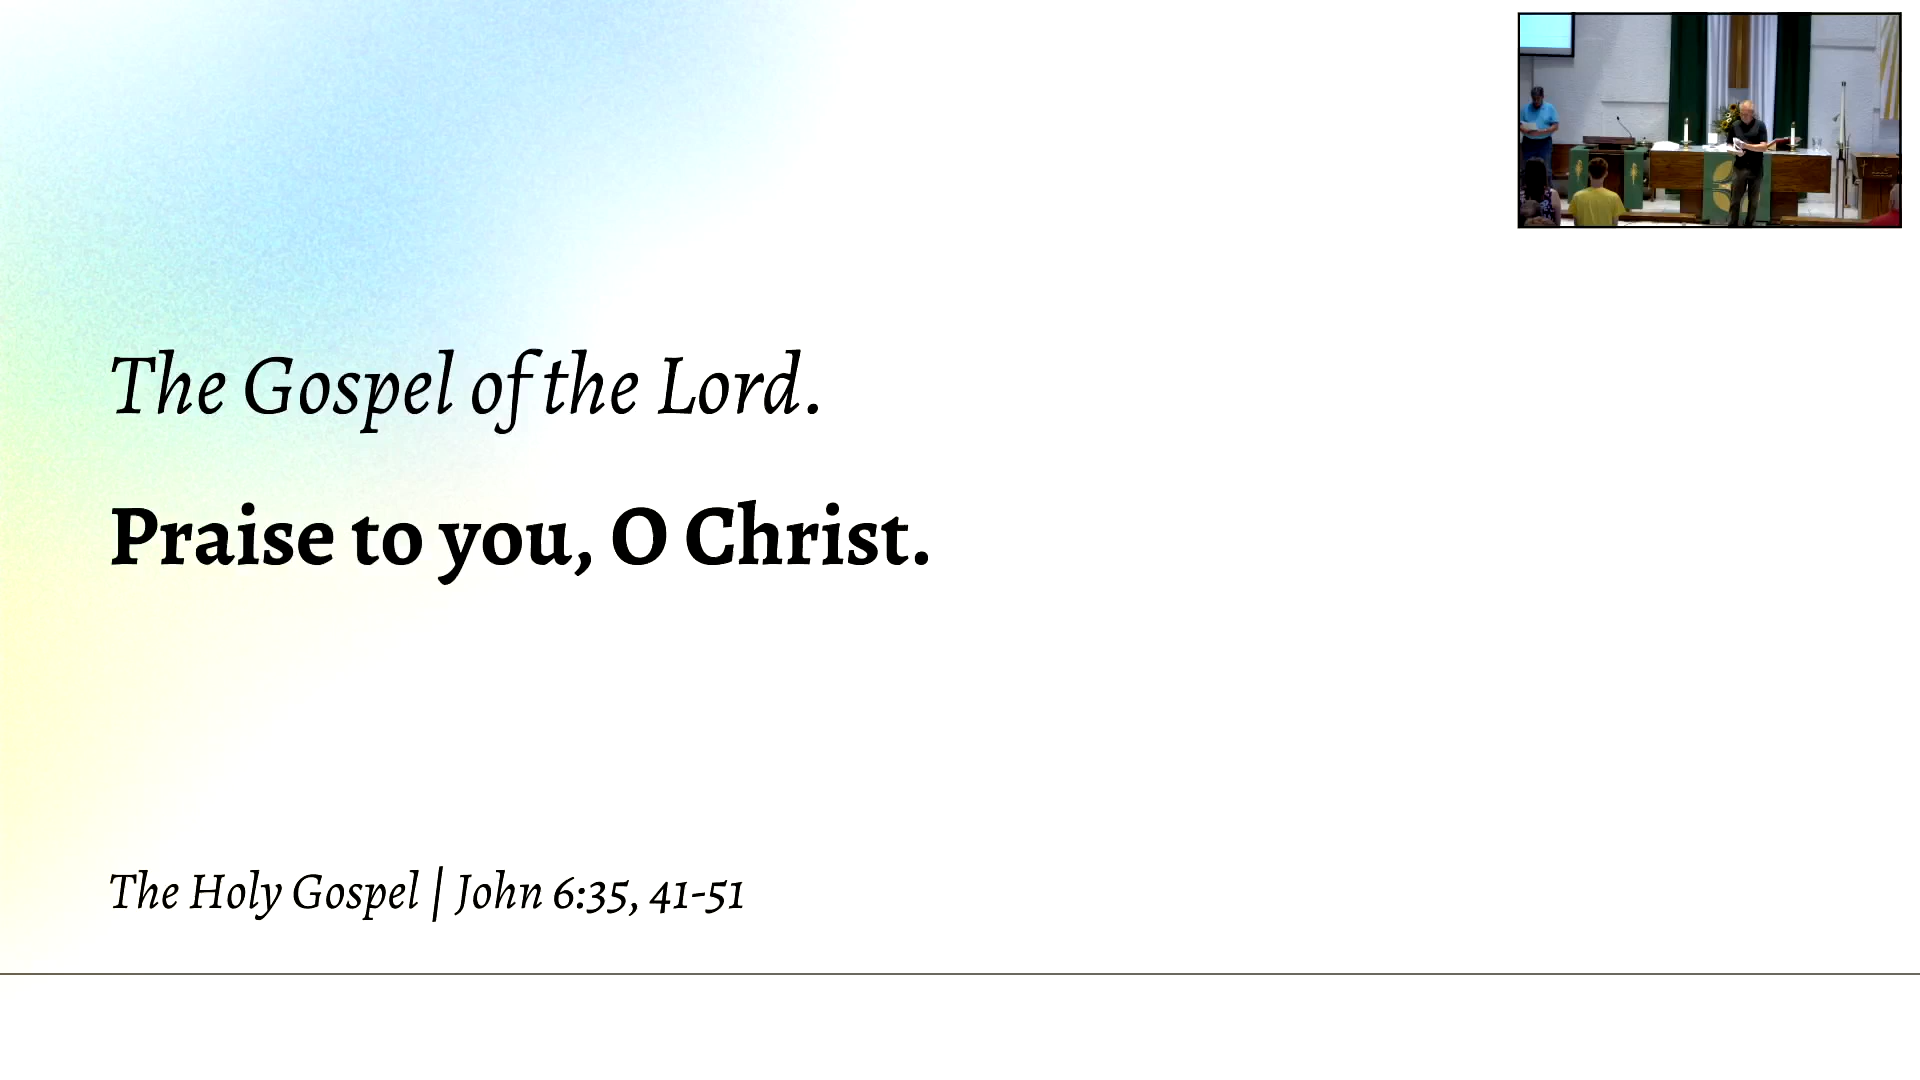 The Gospel of the Lord.
Praise to you, O Christ.
The Holy Gospel | John 6:35, 41-51